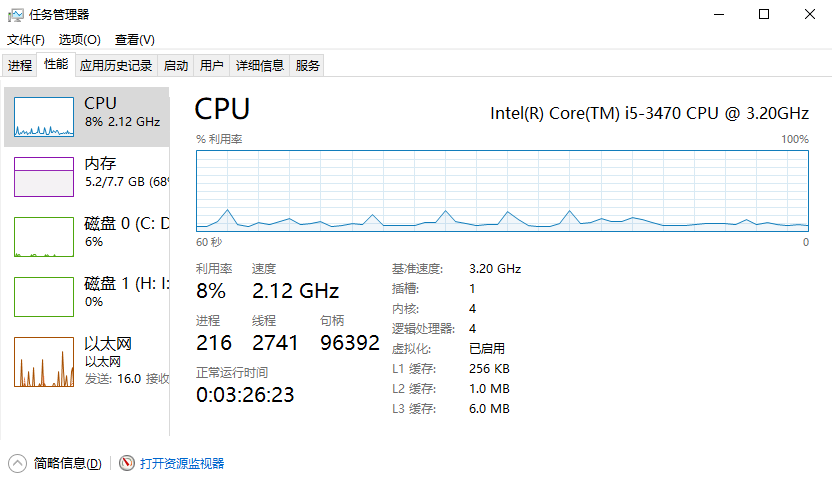 任务管理器
文件(F) 选项(O) 查看(V)
进程 性能 应用历史记录 启动 用户 详细信息 服务
CPU
8% 2.12 GHz
内存
5.2/7.7 GB (68%
磁盘 0 (C: D
6%
磁盘 1 (H: I:
0%
以太网
以太网
发送: 16.0 接收
CPU
Intel(R) Core(TM) i5-3470 CPU @ 3.20GHz
% 利用率 100%
60 秒 0
利用率 速度
8% 2.12 GHz
进程 线程 句柄
216 2741 96392
正常运行时间
0:03:26:23
基准速度: 3.20 GHz
插槽: 1
内核: 4
逻辑处理器: 4
虚拟化: 已启用
L1 缓存: 256 KB
L2 缓存: 1.0 MB
L3 缓存: 6.0 MB
简略信息(D) 打开资源监视器